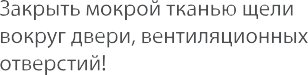 Закрыть мокрой тканью щели
вокруг двери, вентиляционных
отверстий!